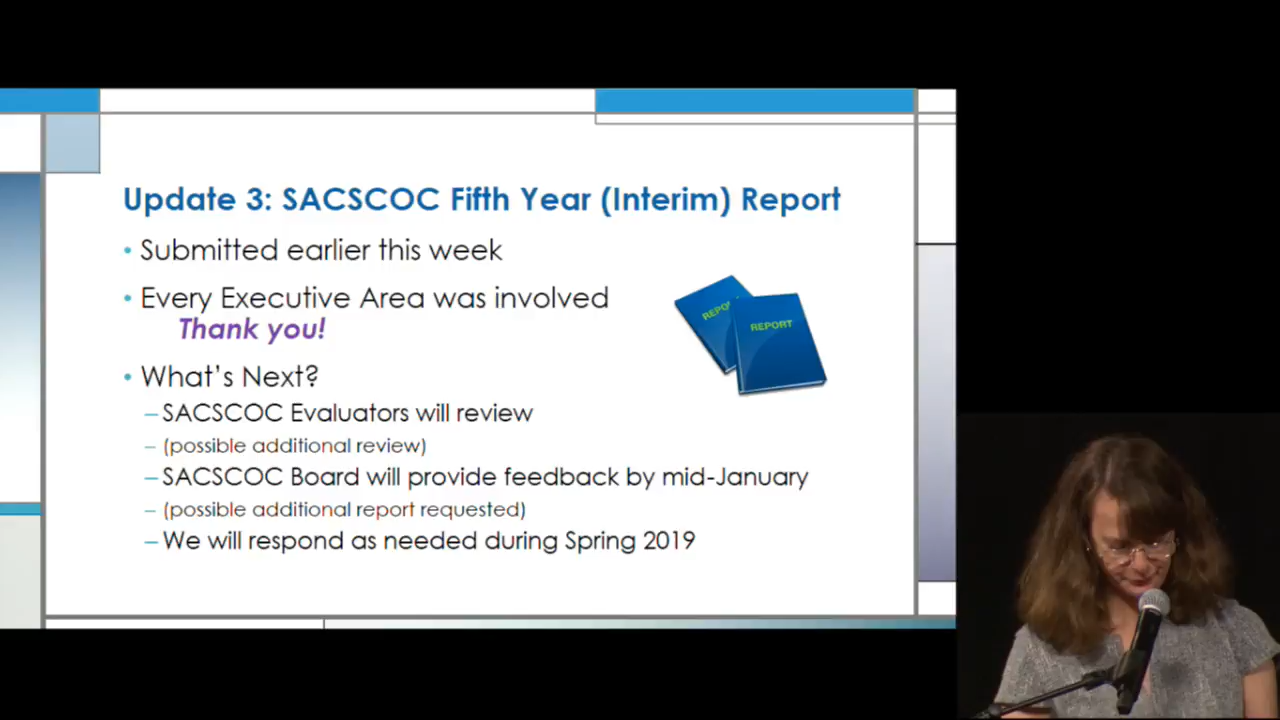 Update 3: SACSCOC Fifth Year (Interim) Report
• Submitted earlier this week
• Every Executive Area was involved
Thank you!
REPORT
REPORT
• What's Next?
– SACSCOC Evaluators will review
– (possible additional review)
– SACSCOC Board will provide feedback by mid-January
– (possible additional report requested)
– We will respond as needed during Spring 2019